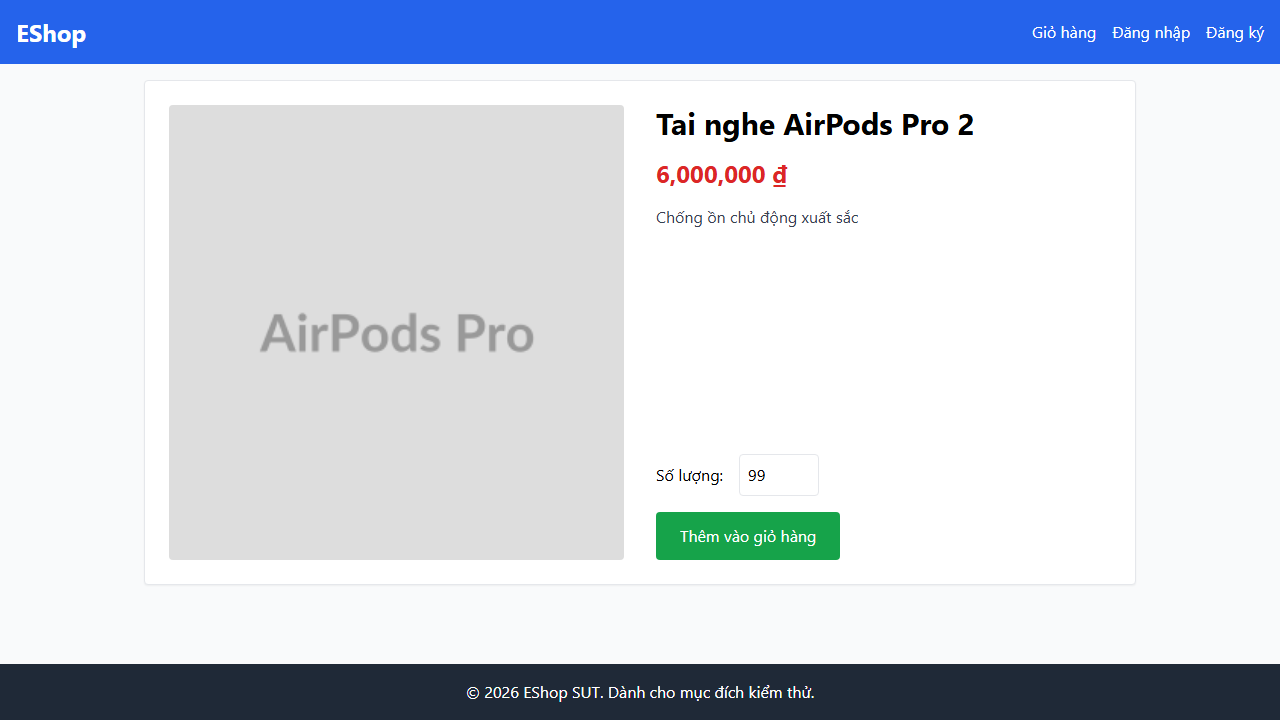 EShop
Giỏ hàng Đăng nhập Đăng ký
AirPods Pro
Tai nghe AirPods Pro 2
6,000,000 ₫
Chống ồn chủ động xuất sắc
Số lượng: 99
Thêm vào giỏ hàng
© 2026 EShop SUT. Dành cho mục đích kiểm thử.